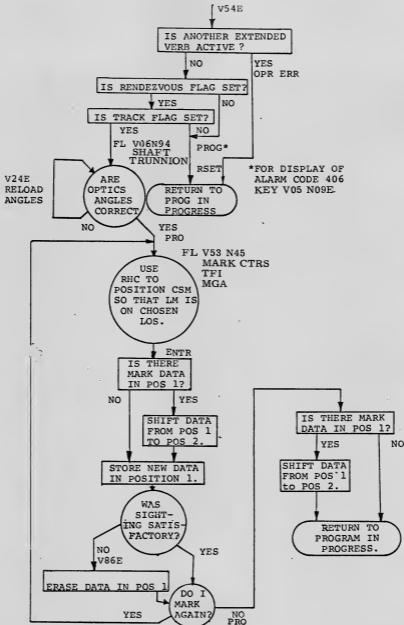 V54E
IS ANOTHER EXTENDED
VERB ACTIVE?
NO
YES
OPR ERR
IS RENDEZVOUS FLAG SET?
YES
NO
IS TRACK FLAG SET?
YES
NO
FL V06N94
SHAFT
TRUNNION
PROG*
RSET
*FOR DISPLAY OF
ALARM CODE 406
KEY V05 N09E
V24E
RELOAD
ANGLES
ARE
OPTICS
ANGLES
CORRECT
NO
RETURN TO
PROG IN
PROGRESS
YES
PRO
FL V53 N45
MARK CTRS
TFI
MGA
USE
RHC TO
POSITION CSM
SO THAT LM IS
ON CHOSEN
LOS.
ENTR
IS THERE
MARK DATA
IN POS 1?
NO
YES
SHIFT DATA
FROM POS 1
TO POS 2.
STORE NEW DATA
IN POSITION 1.
WAS
SIGHT-
ING SATIS-
FACTORY?
NO
V86E
YES
ERASE DATA IN POS 1
DO I
MARK
AGAIN?
YES
NO
PRO
IS THERE MARK
DATA IN POS 1?
YES
NO
SHIFT DATA
FROM POS 1
to POS 2.
RETURN TO
PROGRAM IN
PROGRESS.